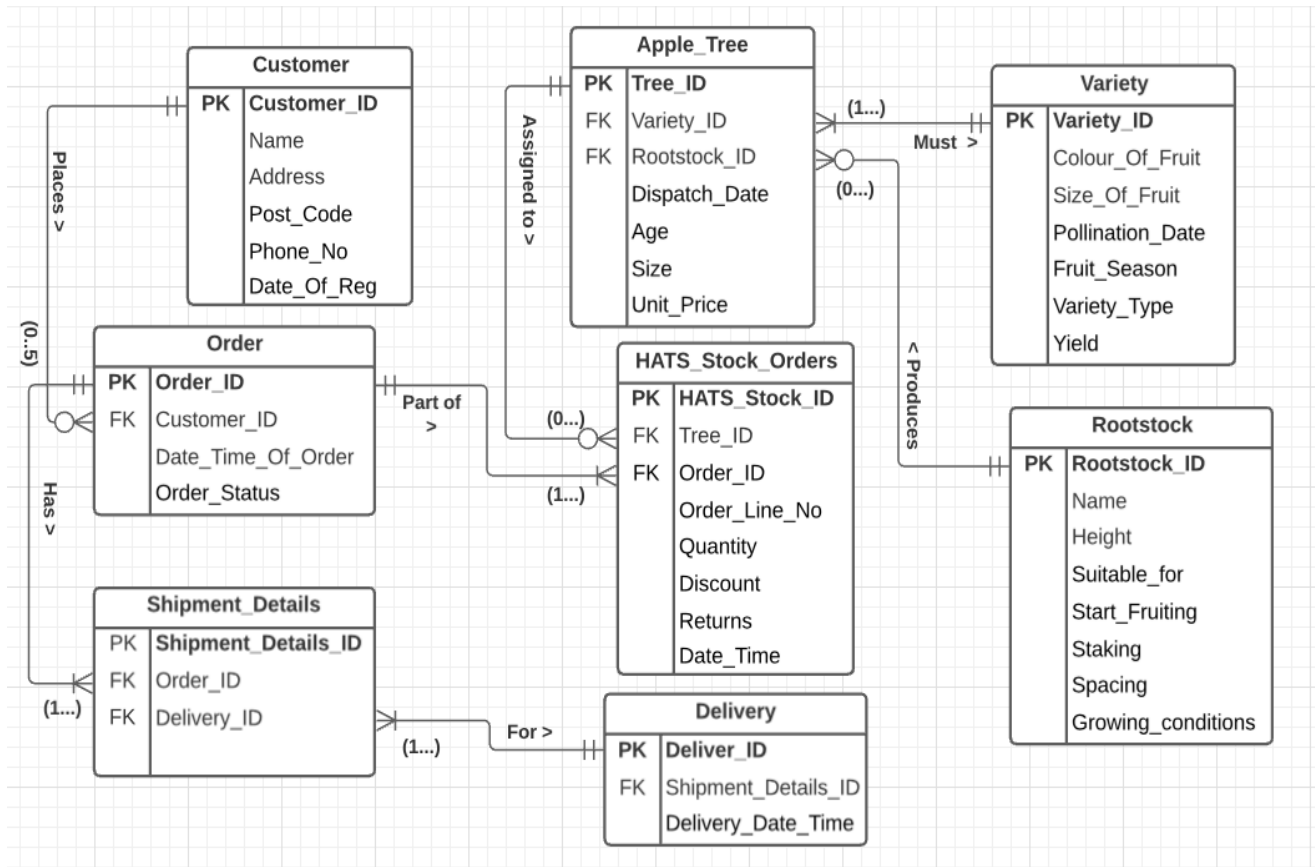 Customer
PK Customer_ID
Name
Address
Post_Code
Phone_No
Date_Of_Reg
Places >
(0..5)
Order
PK Order_ID
FK Customer_ID
Date_Time_Of_Order
Order_Status
Has >
(1...)
Shipment_Details
PK Shipment_Details_ID
FK Order_ID
FK Delivery_ID
Part of
>
(1...)
Apple_Tree
PK Tree_ID
FK Variety_ID
FK Rootstock_ID
Dispatch_Date
Age
Size
Unit_Price
Assigned to >
(0...)
HATS_Stock_Orders
PK HATS_Stock_ID
FK Tree_ID
FK Order_ID
Order_Line_No
Quantity
Discount
Returns
Date_Time
(1...)
For >
Delivery
PK Deliver_ID
FK Shipment_Details_ID
Delivery_Date_Time
(1...)
Must >
Variety
PK Variety_ID
Colour_Of_Fruit
Size_Of_Fruit
Pollination_Date
Fruit_Season
Variety_Type
Yield
(0...)
< Produces
Rootstock
PK Rootstock_ID
Name
Height
Suitable_for
Start_Fruiting
Staking
Spacing
Growing_conditions